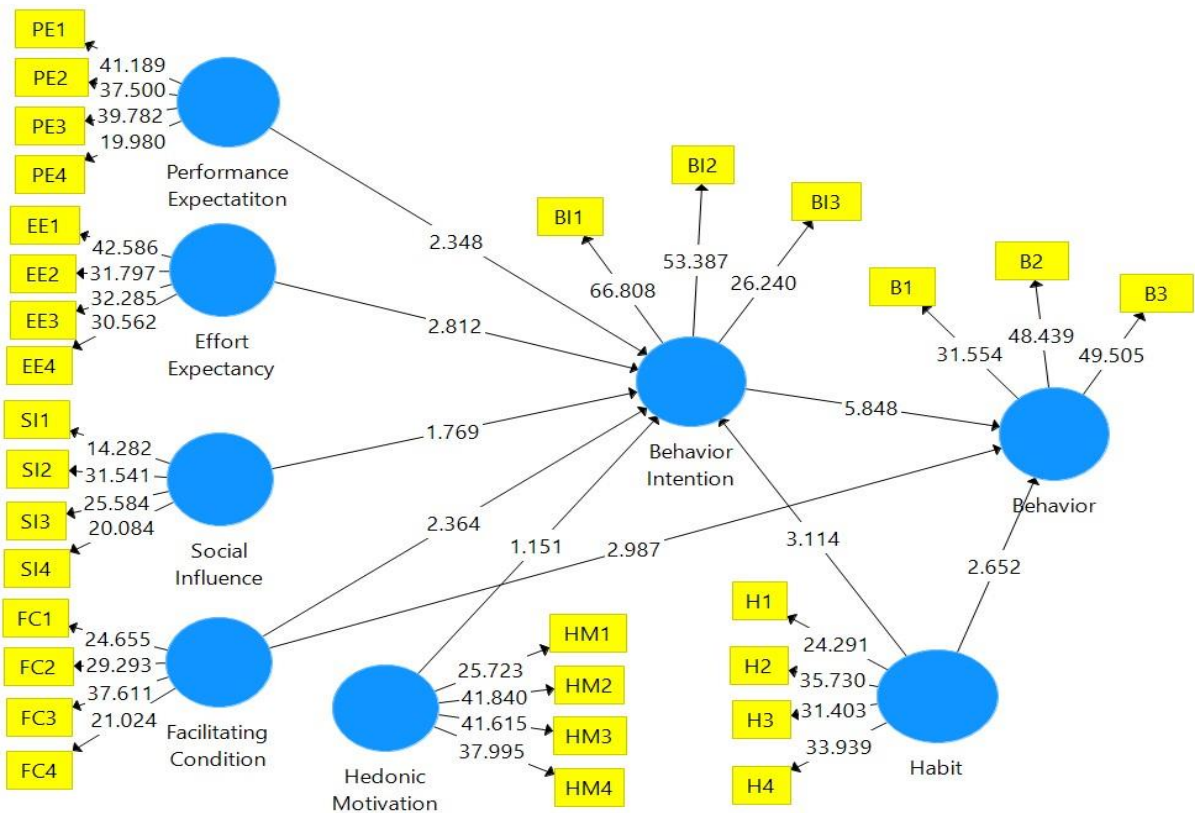 PE1
41.189
PE2
37.500
PE3
39.782
19.980
PE4
Performance
Expectatiton
EE1
42.586
EE2
31.797
32.285
EE3
30.562
EE4
Effort
Expectancy
SI1
14.282
SI2
31.541
25.584
SI3
20.084
SI4
Social
Influence
FC1
24.655
FC2
29.293
37.611
FC3
21.024
FC4
Facilitating
Condition
2.348
2.812
1.769
2.364
1.151
2.987
BI1
BI2
BI3
66.808
53.387
26.240
Behavior
Intention
5.848
B1
B2
B3
31.554
48.439
49.505
Behavior
3.114
2.652
HM1
25.723
HM2
41.840
41.615
HM3
37.995
HM4
Hedonic
Motivation
H1
24.291
H2
35.730
H3
31.403
33.939
H4
Habit